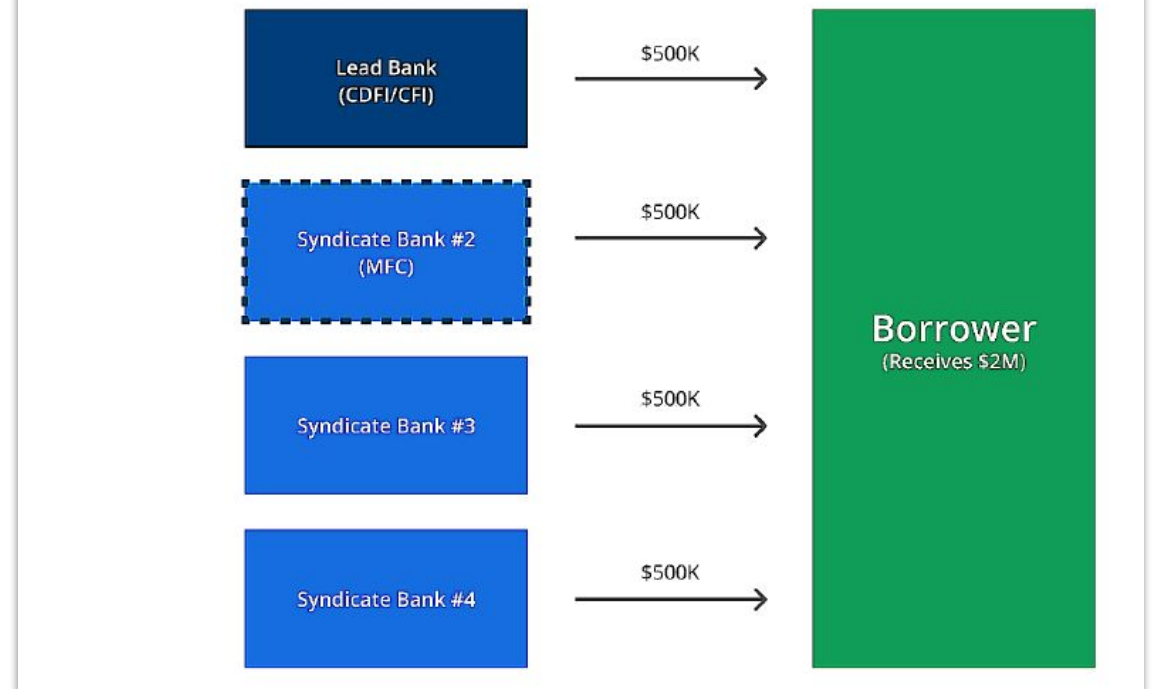 Lead Bank
(CDFI/CFI)
$500K
Syndicate Bank #2
(MFC)
$500K
Syndicate Bank #3
$500K
Syndicate Bank #4
$500K
Borrower
(Receives $2M)